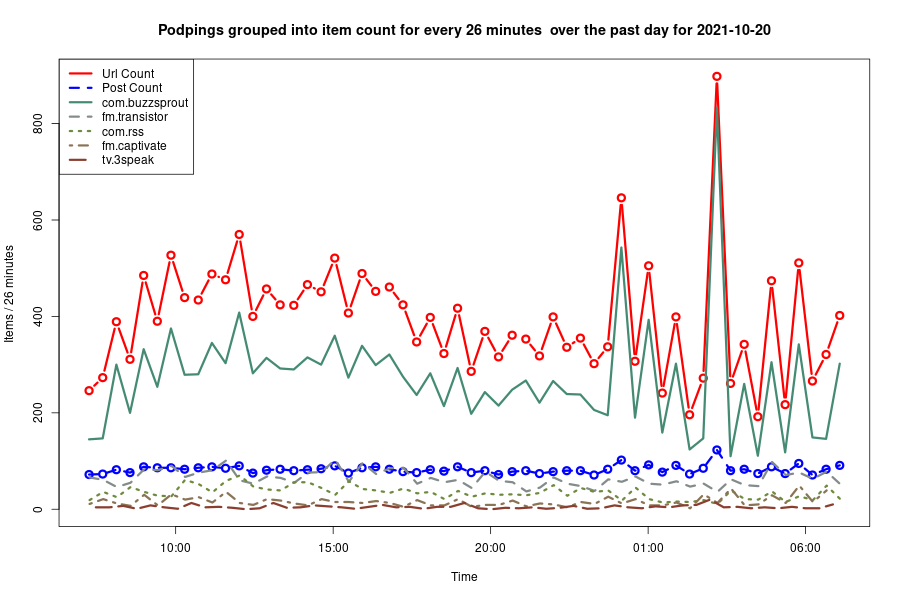 Podpings grouped into item count for every 26 minutes  over the past day for 2021-10-20
Url Count
Post Count
com.buzzsprout
fm.transistor
com.rss
fm.captivate
tv.3speak
Items / 26 minutes
800
600
400
200
0
10:00 15:00 20:00 01:00 06:00
Time